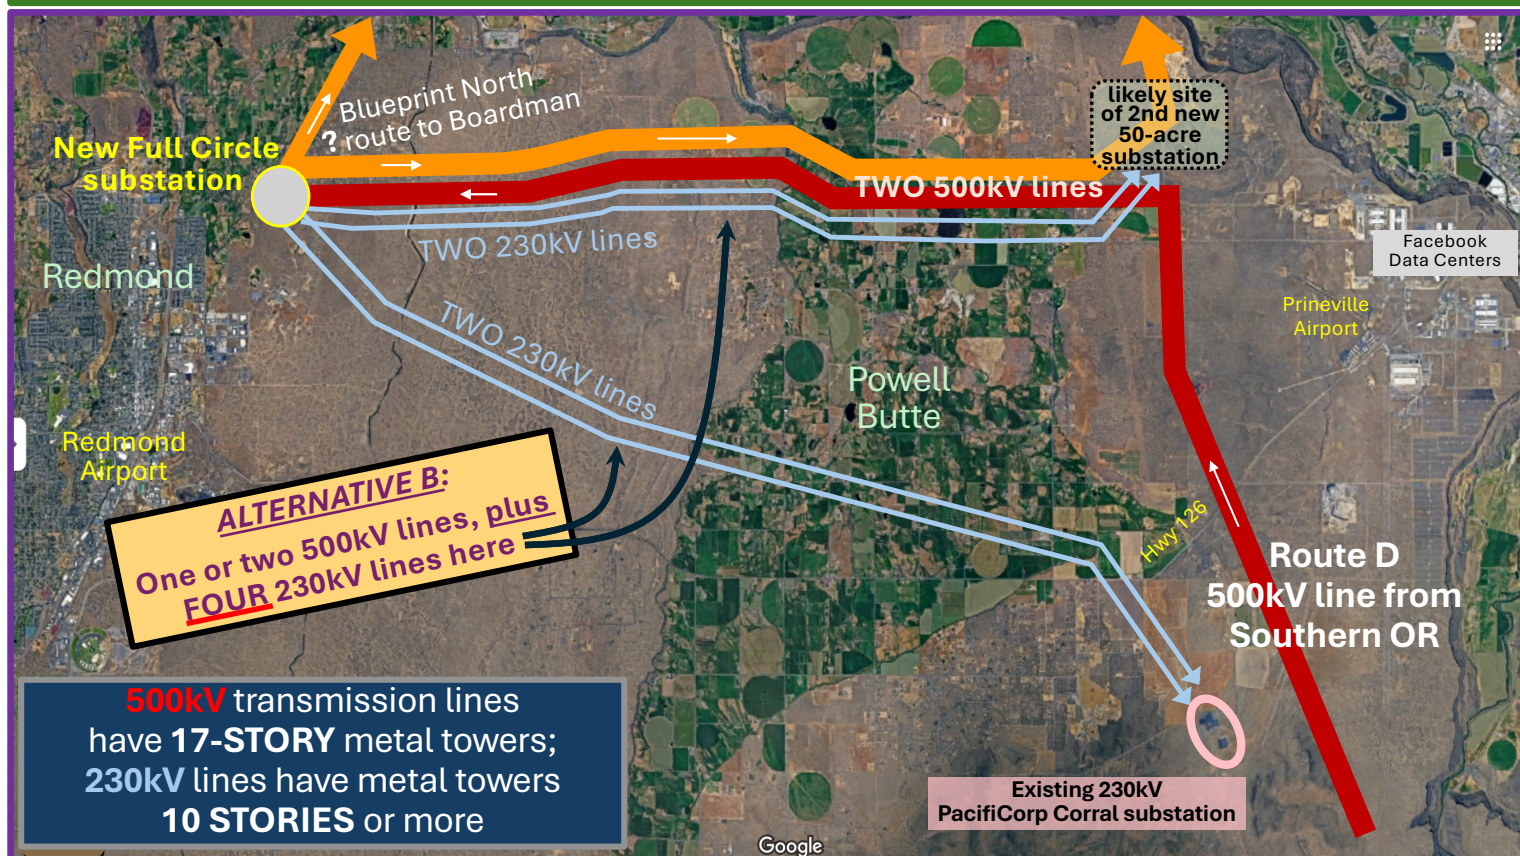 Blueprint North
? route to Boardman
New Full Circle
substation
likely site
of 2nd new
50-acre
substation
TWO 500kV lines
TWO 230kV lines
Redmond
Facebook
Data Centers
Prineville
Airport
TWO 230kV lines
Powell
Butte
Redmond
Airport
ALTERNATIVE B:
One or two 500kV lines, plus
FOUR 230kV lines here
Hwy 126
Route D
500kV line from
Southern OR
500kV transmission lines
have 17-STORY metal towers;
230kV lines have metal towers
10 STORIES or more
Existing 230kV
PacifiCorp Corral substation
Google